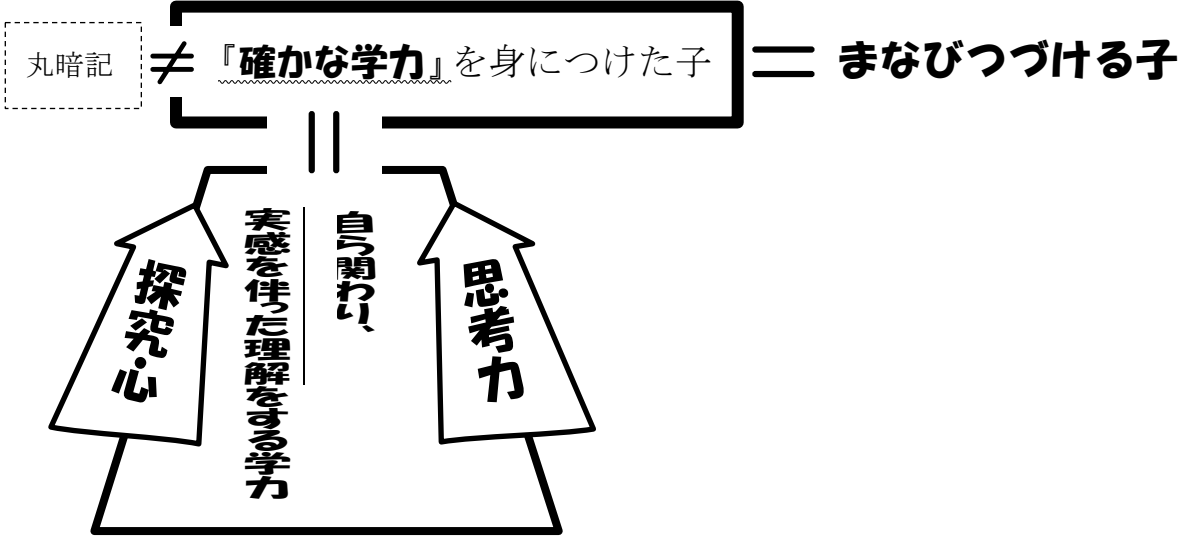 丸暗記 ≠ 『確かな学力』を身につけた子 = まなびつづける子
自ら関わり、
実感を伴った理解をする学力
思考力
探究心